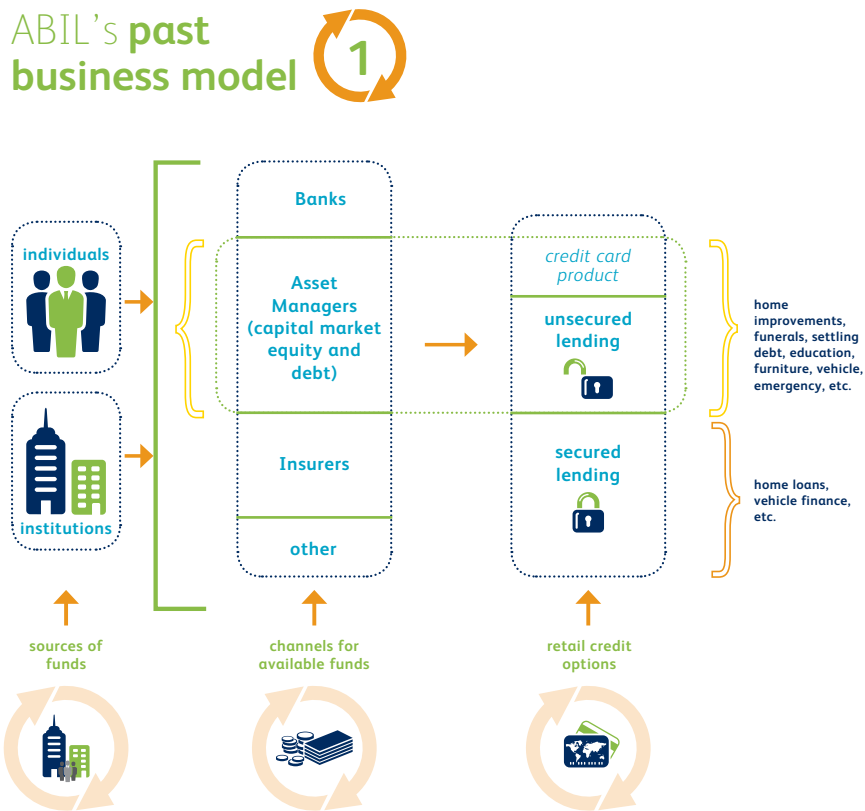 ABIL's past
business model
1
individuals
institutions
Banks
Asset
Managers
(capital market
equity and
debt)
Insurers
other
credit card
product
unsecured
lending
secured
lending
home
improvements,
funerals, settling
debt, education,
furniture, vehicle,
emergency, etc.
home loans,
vehicle finance,
etc.
sources of
funds
channels for
available funds
retail credit
options